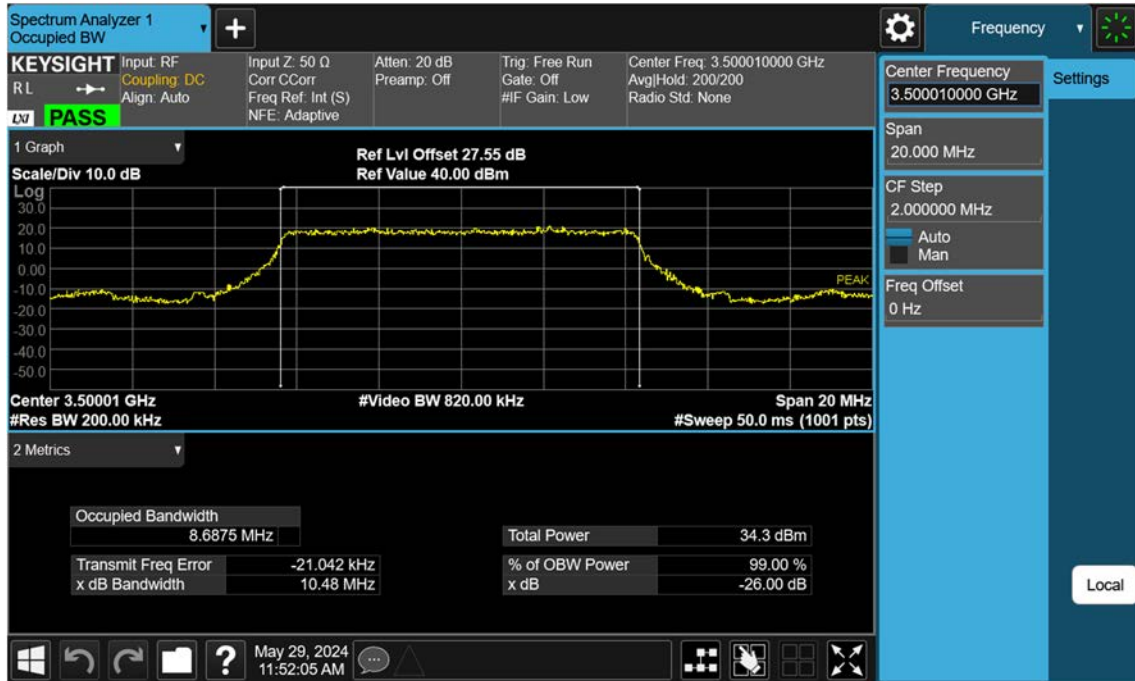 Spectrum Analyzer 1
Occupied BW
Frequency
KEYSIGHT
R L
LXI PASS
Input: RF
Coupling: DC
Align: Auto
Input Z: 50 Ω
Corr CCorr
Freq Ref: Int (S)
NFE: Adaptive
Atten: 20 dB
Preamp: Off
Trig: Free Run
Gate: Off
#IF Gain: Low
Center Freq: 3.500010000 GHz
Avg|Hold: 200/200
Radio Std: None
1 Graph
Scale/Div 10.0 dB
Ref Lvl Offset 27.55 dB
Ref Value 40.00 dBm
Log
30.0
20.0
10.0
0.00
-10.0
-20.0
-30.0
-40.0
-50.0
PEAK
Center 3.50001 GHz
#Video BW 820.00 kHz
Span 20 MHz
#Res BW 200.00 kHz
#Sweep 50.0 ms (1001 pts)
2 Metrics
Occupied Bandwidth
8.6875 MHz
Total Power 34.3 dBm
Transmit Freq Error -21.042 kHz
% of OBW Power 99.00 %
x dB Bandwidth 10.48 MHz
x dB -26.00 dB
May 29, 2024
11:52:05 AM
Center Frequency
3.500010000 GHz
Settings
Span
20.000 MHz
CF Step
2.000000 MHz
Auto
Man
Freq Offset
0 Hz
Local